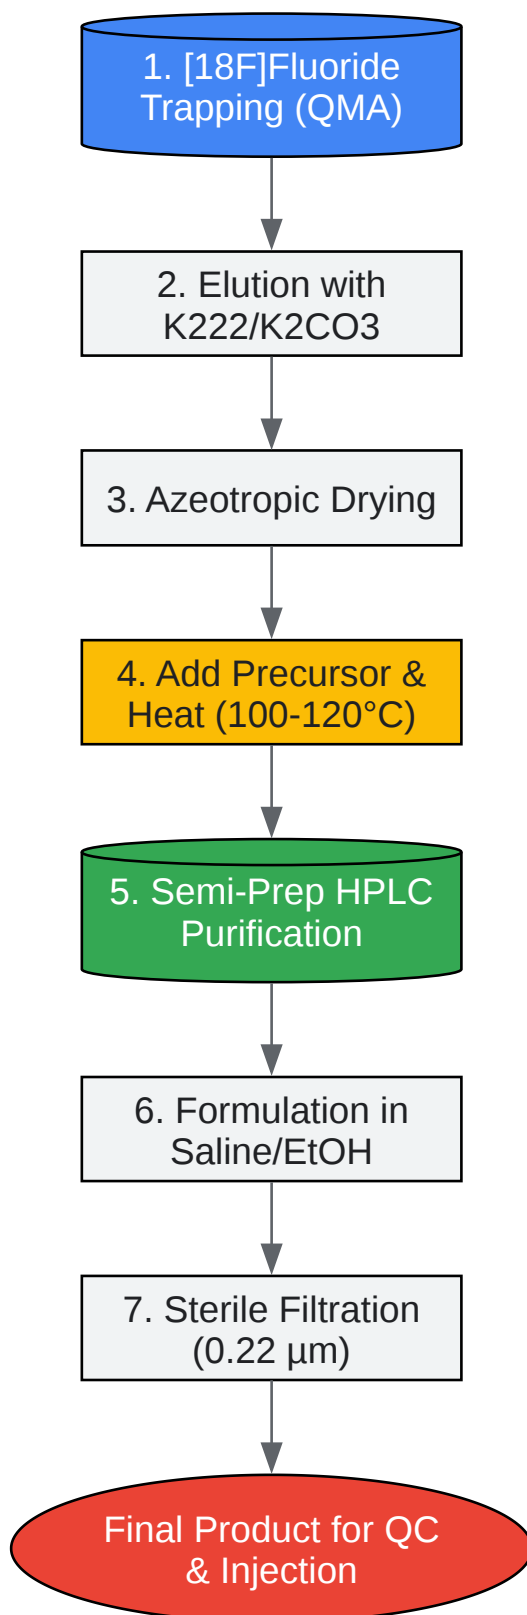 1. [18F]Fluoride
Trapping (QMA)
2. Elution with
K222/K2CO3
3. Azeotropic Drying
4. Add Precursor &
Heat (100-120°C)
5. Semi-Prep HPLC
Purification
6. Formulation in
Saline/EtOH
7. Sterile Filtration
(0.22 µm)
Final Product for QC
& Injection